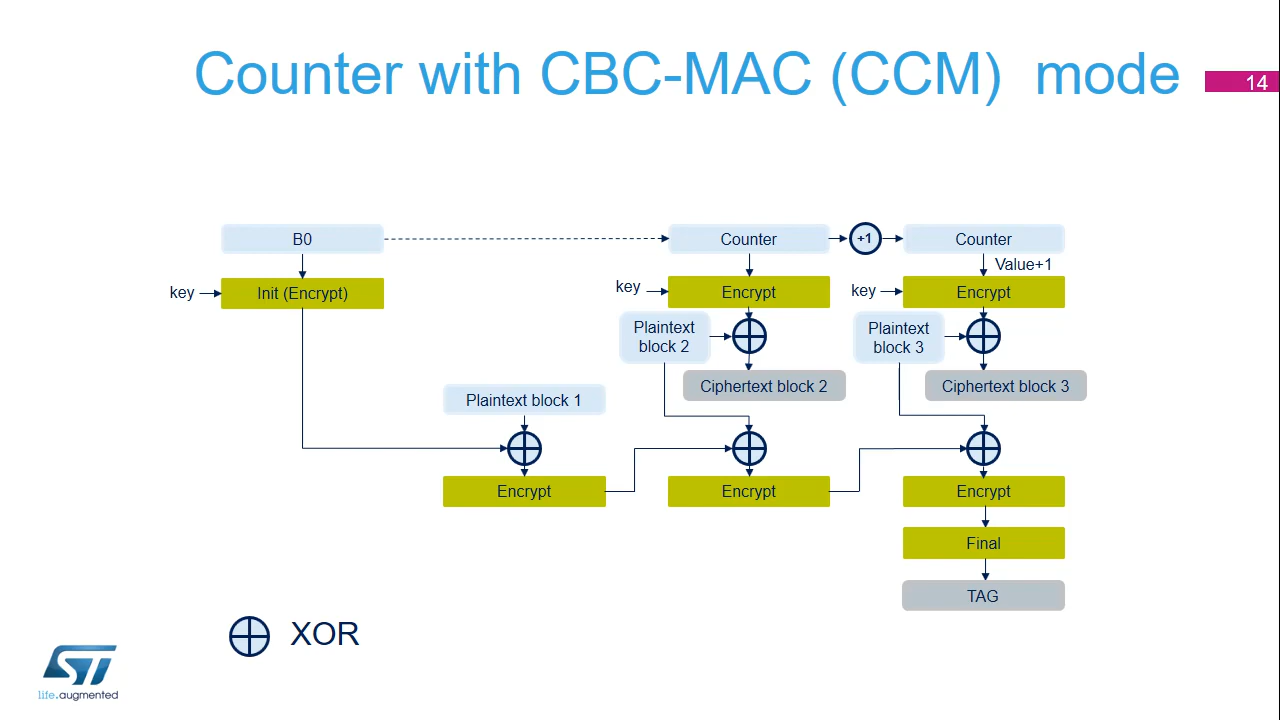 Counter with CBC-MAC (CCM) mode
14
B0
Counter
+1
Counter
Value+1
key
Init (Encrypt)
key
Encrypt
key
Encrypt
Plaintext
block 2
Plaintext
block 3
Ciphertext block 2
Ciphertext block 3
Plaintext block 1
Encrypt
Encrypt
Encrypt
Final
TAG
XOR
ST
life.augmented